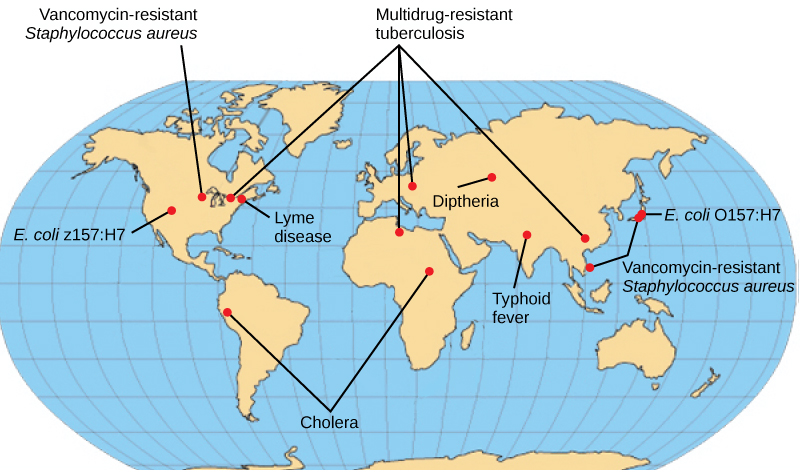 Vancomycin-resistant
Staphylococcus aureus
Multidrug-resistant
tuberculosis
Diptheria
E. coli O157:H7
Lyme
disease
E. coli z157:H7
Vancomycin-resistant
Staphylococcus aureus
Typhoid
fever
Cholera